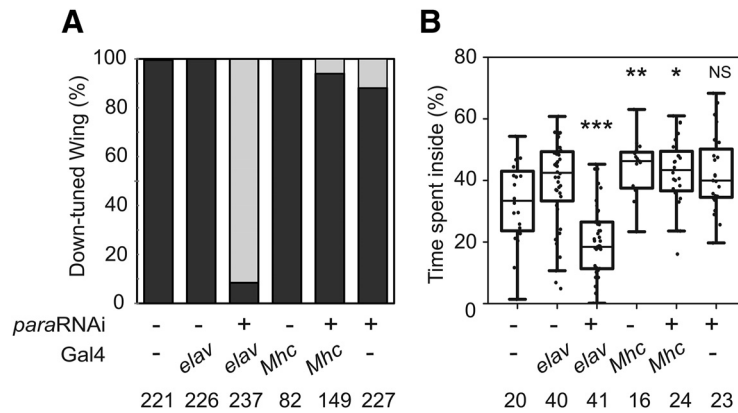 A
B
Down-tuned Wing (%)
100
80
60
40
20
0
Time spent inside (%)
80
60
40
20
0
*** ** * NS
paraRNAi - - + - + +
- - + - + +
Gal4 - elav elav Mhc Mhc -
- elav elav Mhc Mhc -
221 226 237 82 149 227
20 40 41 16 24 23